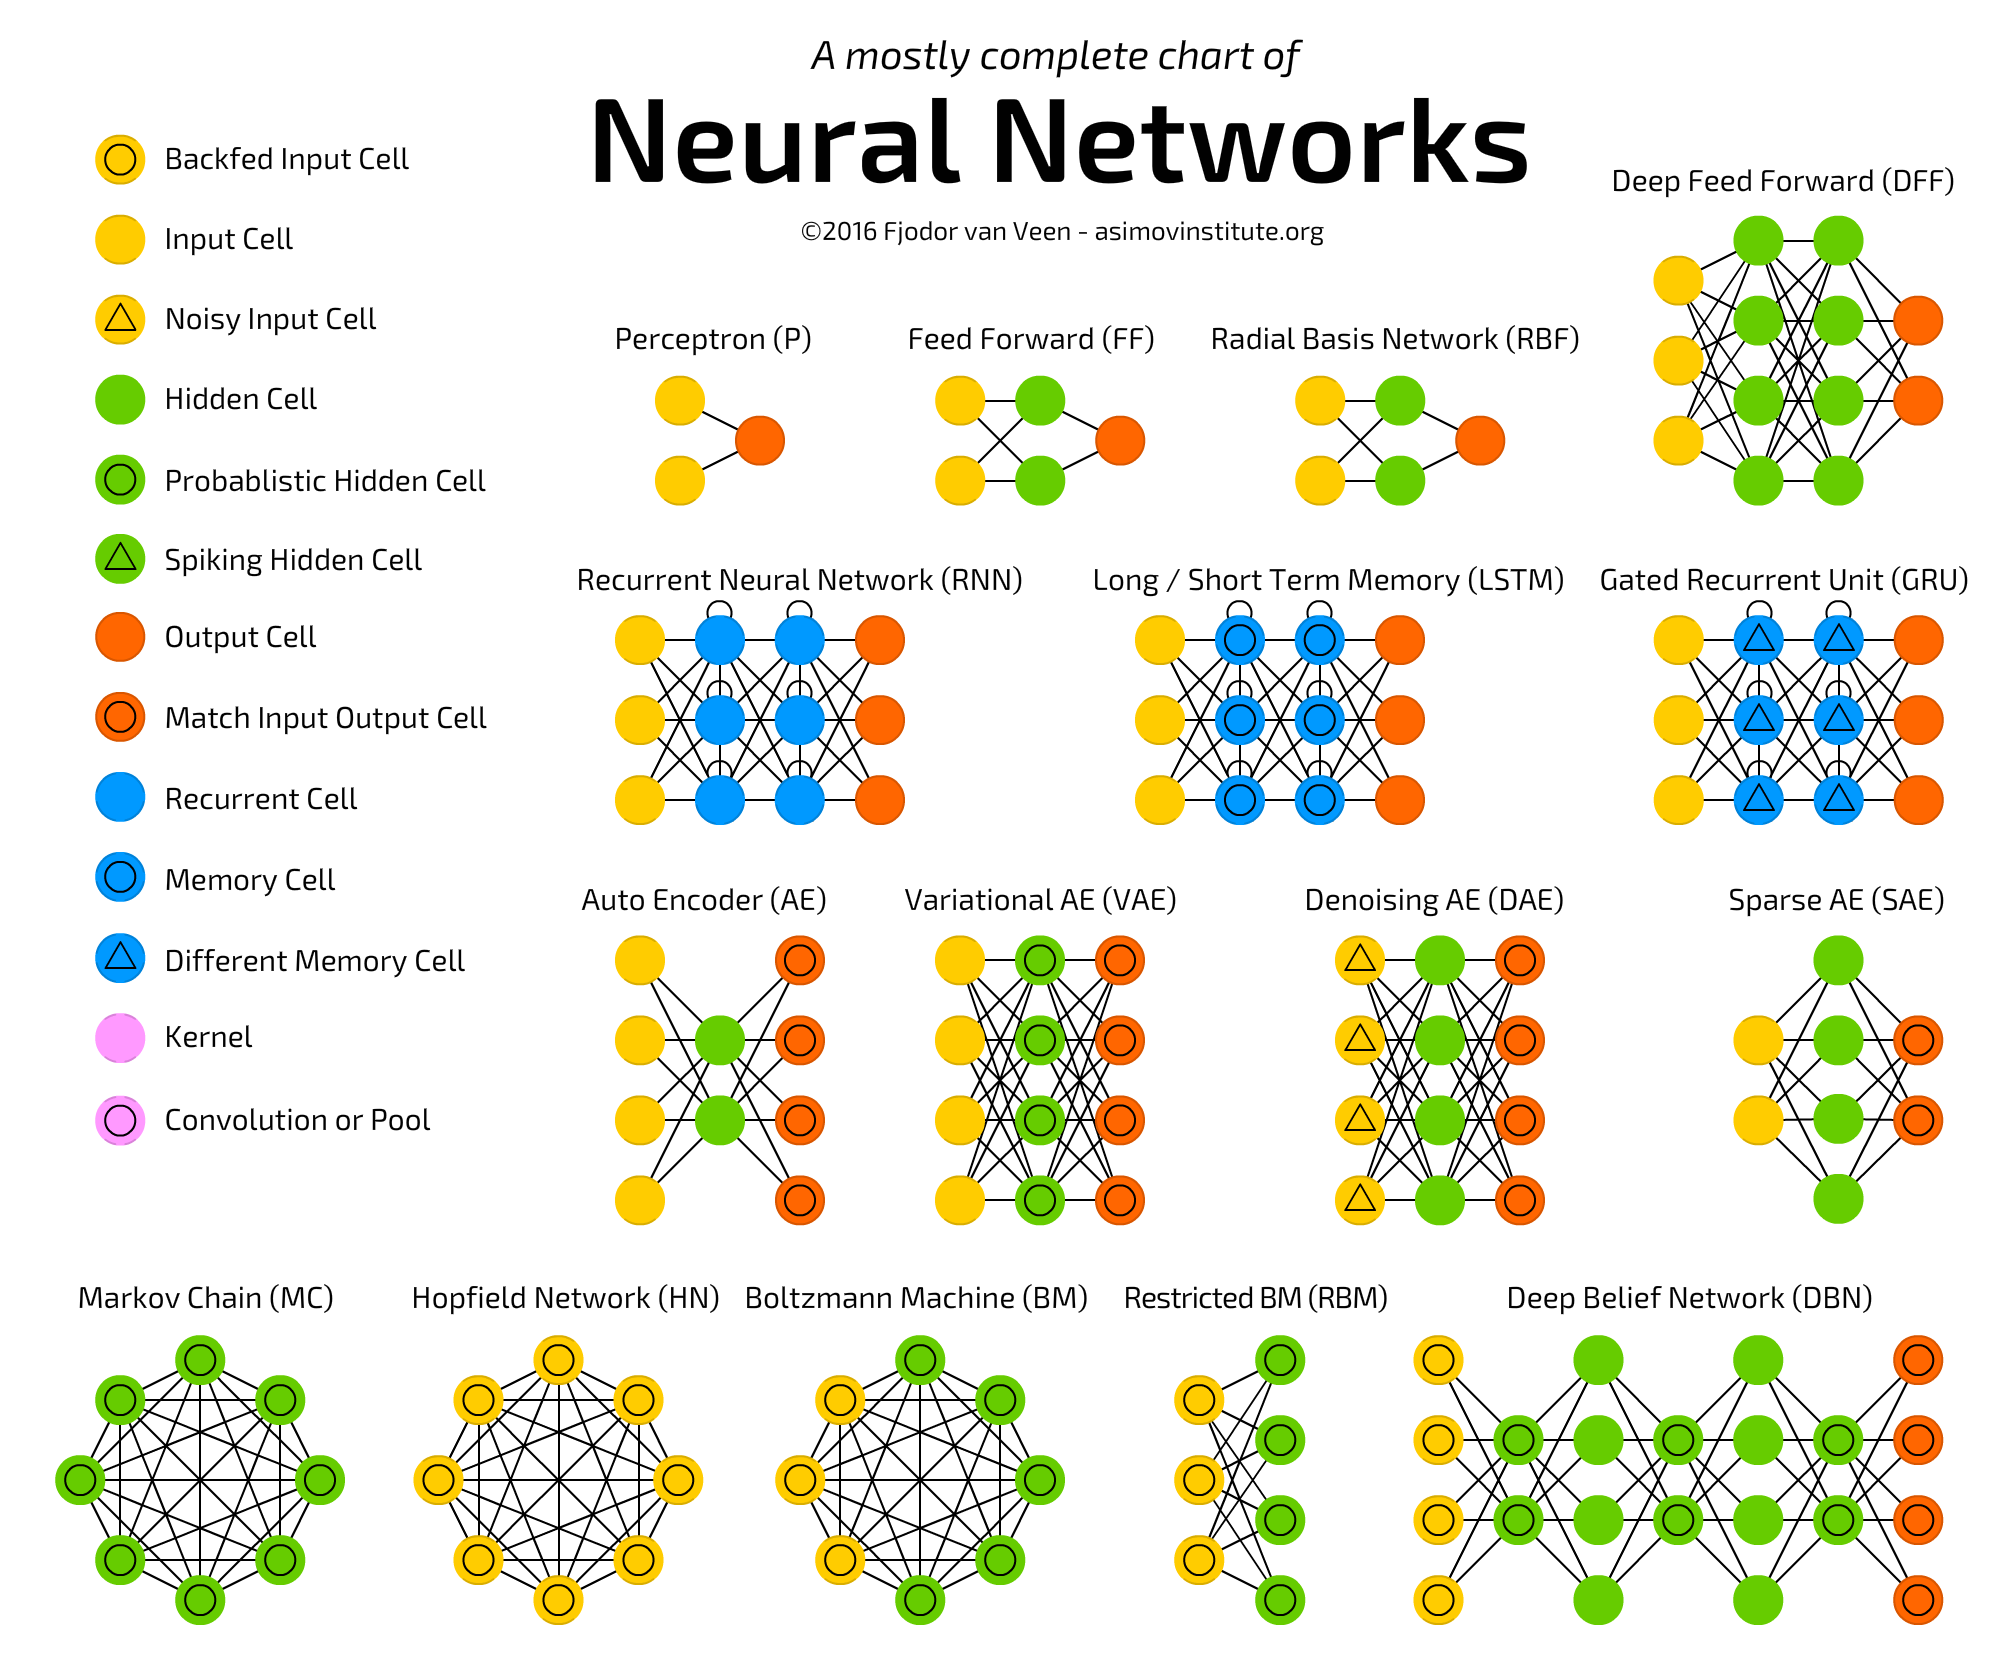 A mostly complete chart of
Neural Networks
©2016 Fjodor van Veen - asimovinstitute.org
Backfed Input Cell
Input Cell
Noisy Input Cell
Hidden Cell
Probablistic Hidden Cell
Spiking Hidden Cell
Output Cell
Match Input Output Cell
Recurrent Cell
Memory Cell
Different Memory Cell
Kernel
Convolution or Pool
Deep Feed Forward (DFF)
Perceptron (P)
Feed Forward (FF)
Radial Basis Network (RBF)
Recurrent Neural Network (RNN)
Long / Short Term Memory (LSTM)
Gated Recurrent Unit (GRU)
Auto Encoder (AE)
Variational AE (VAE)
Denoising AE (DAE)
Sparse AE (SAE)
Markov Chain (MC)
Hopfield Network (HN)
Boltzmann Machine (BM)
Restricted BM (RBM)
Deep Belief Network (DBN)